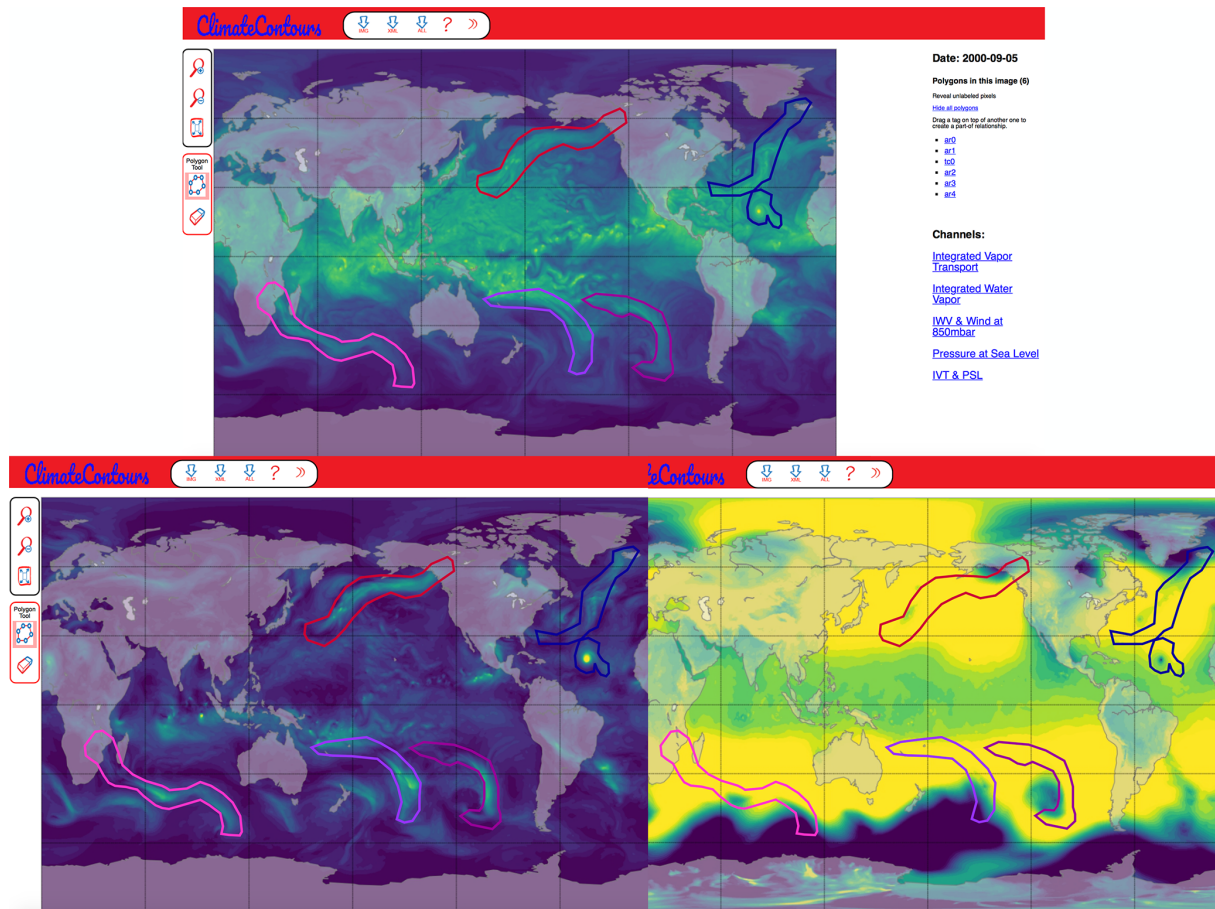 ClimateContours
IMG
XML
ALL
?
Date: 2000-09-05
Polygons in this image (6)
Reveal unlabeled pixels
Hide all polygons
Drag a tag on top of another one to
create a part-of relationship.
ar0
ar1
tc0
ar2
ar3
ar4
Channels:
Integrated Vapor
Transport
Integrated Water
Vapor
IWV & Wind at
850mbar
Pressure at Sea Level
IVT & PSL
Polygon
Tool
ClimateContours
IMG
XML
ALL
?
Polygon
Tool
eContours
IMG
XML
ALL
?